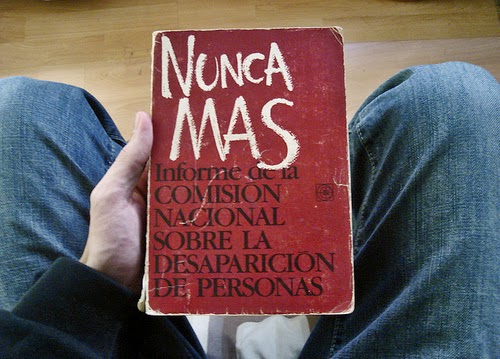 NUNCA
MAS
Informe de la
COMISIÓN
NACIONAL
SOBRE LA
DESAPARICIÓN
DE PERSONAS